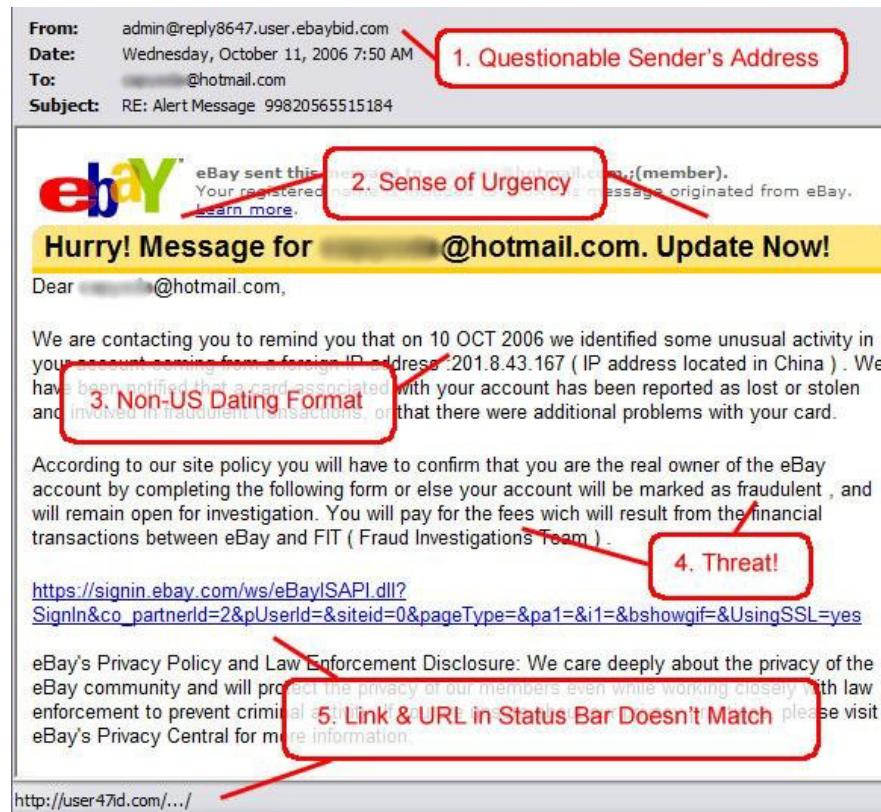 From: admin@reply8647.user.ebaybid.com
Date: Wednesday, October 11, 2006 7:50 AM
To: @hotmail.com
Subject: RE: Alert Message 99820565515184
1. Questionable Sender's Address
ebaY
eBay sent this message to @hotmail.com.;(member).
Your registered message originated from eBay.
Learn more.
2. Sense of Urgency
Hurry! Message for @hotmail.com. Update Now!
Dear @hotmail.com,
We are contacting you to remind you that on 10 OCT 2006 we identified some unusual activity in
your account coming from a foreign IP address :201.8.43.167 ( IP address located in China ) . We
have been notified that a card associated with your account has been reported as lost or stolen
and involved in fraudulent transactions, or that there were additional problems with your card.
3. Non-US Dating Format
According to our site policy you will have to confirm that you are the real owner of the eBay
account by completing the following form or else your account will be marked as fraudulent , and
will remain open for investigation. You will pay for the fees wich will result from the financial
transactions between eBay and FIT ( Fraud Investigations Team ) .
4. Threat!
https://signin.ebay.com/ws/eBayISAPI.dll?
SignIn&co_partnerId=2&pUserId=&siteid=0&pageType=&pa1=&i1=&bshowgif=&UsingSSL=yes
eBay's Privacy Policy and Law Enforcement Disclosure: We care deeply about the privacy of the
eBay community and will protect the privacy of our members even while working closely with law
enforcement to prevent criminal please visit
eBay's Privacy Central for more information.
5. Link & URL in Status Bar Doesn't Match
http://user47id.com/.../